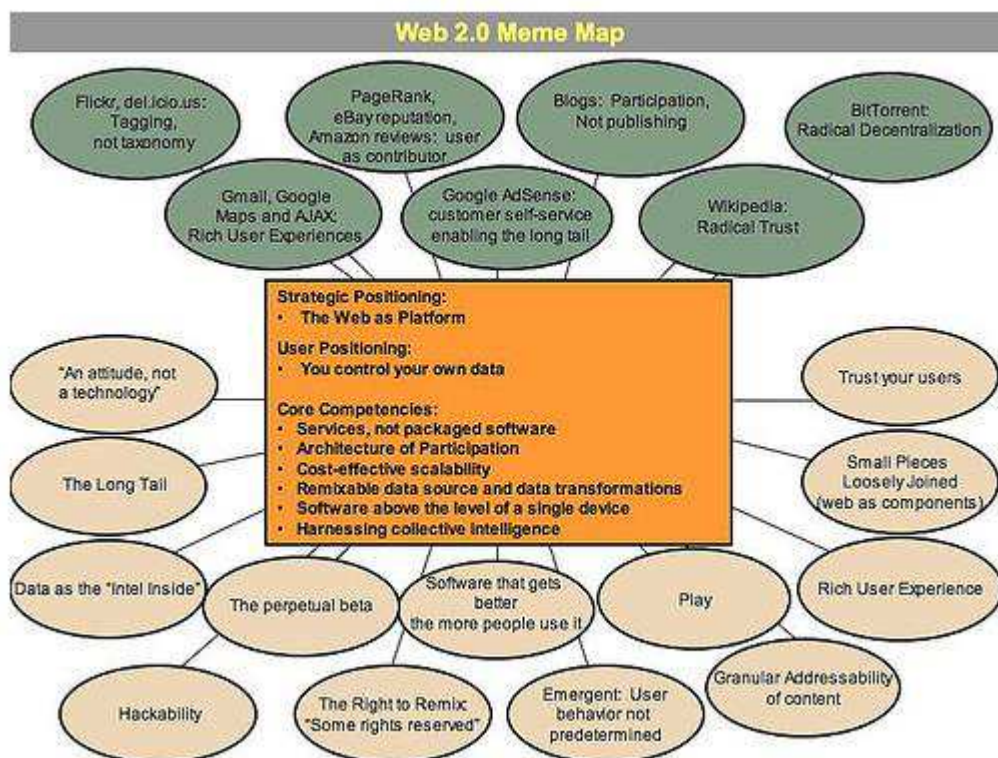 Web 2.0 Meme Map
Flickr, del.icio.us:
Tagging,
not taxonomy
PageRank,
eBay reputation,
Amazon reviews: user
as contributor
Blogs: Participation,
Not publishing
BitTorrent:
Radical Decentralization
Gmail, Google
Maps and AJAX:
Rich User Experiences
Google AdSense:
customer self-service
enabling the long tail
Wikipedia:
Radical Trust
Strategic Positioning:
• The Web as Platform
User Positioning:
• You control your own data
Core Competencies:
• Services, not packaged software
• Architecture of Participation
• Cost-effective scalability
• Remixable data source and data transformations
• Software above the level of a single device
• Harnessing collective intelligence
"An attitude, not
a technology"
Trust your users
The Long Tail
Small Pieces
Loosely Joined
(web as components)
Data as the "Intel Inside"
The perpetual beta
Software that gets
better
the more people use it
Play
Rich User Experience
Hackability
The Right to Remix:
"Some rights reserved"
Emergent: User
behavior not
predetermined
Granular Addressability
of content